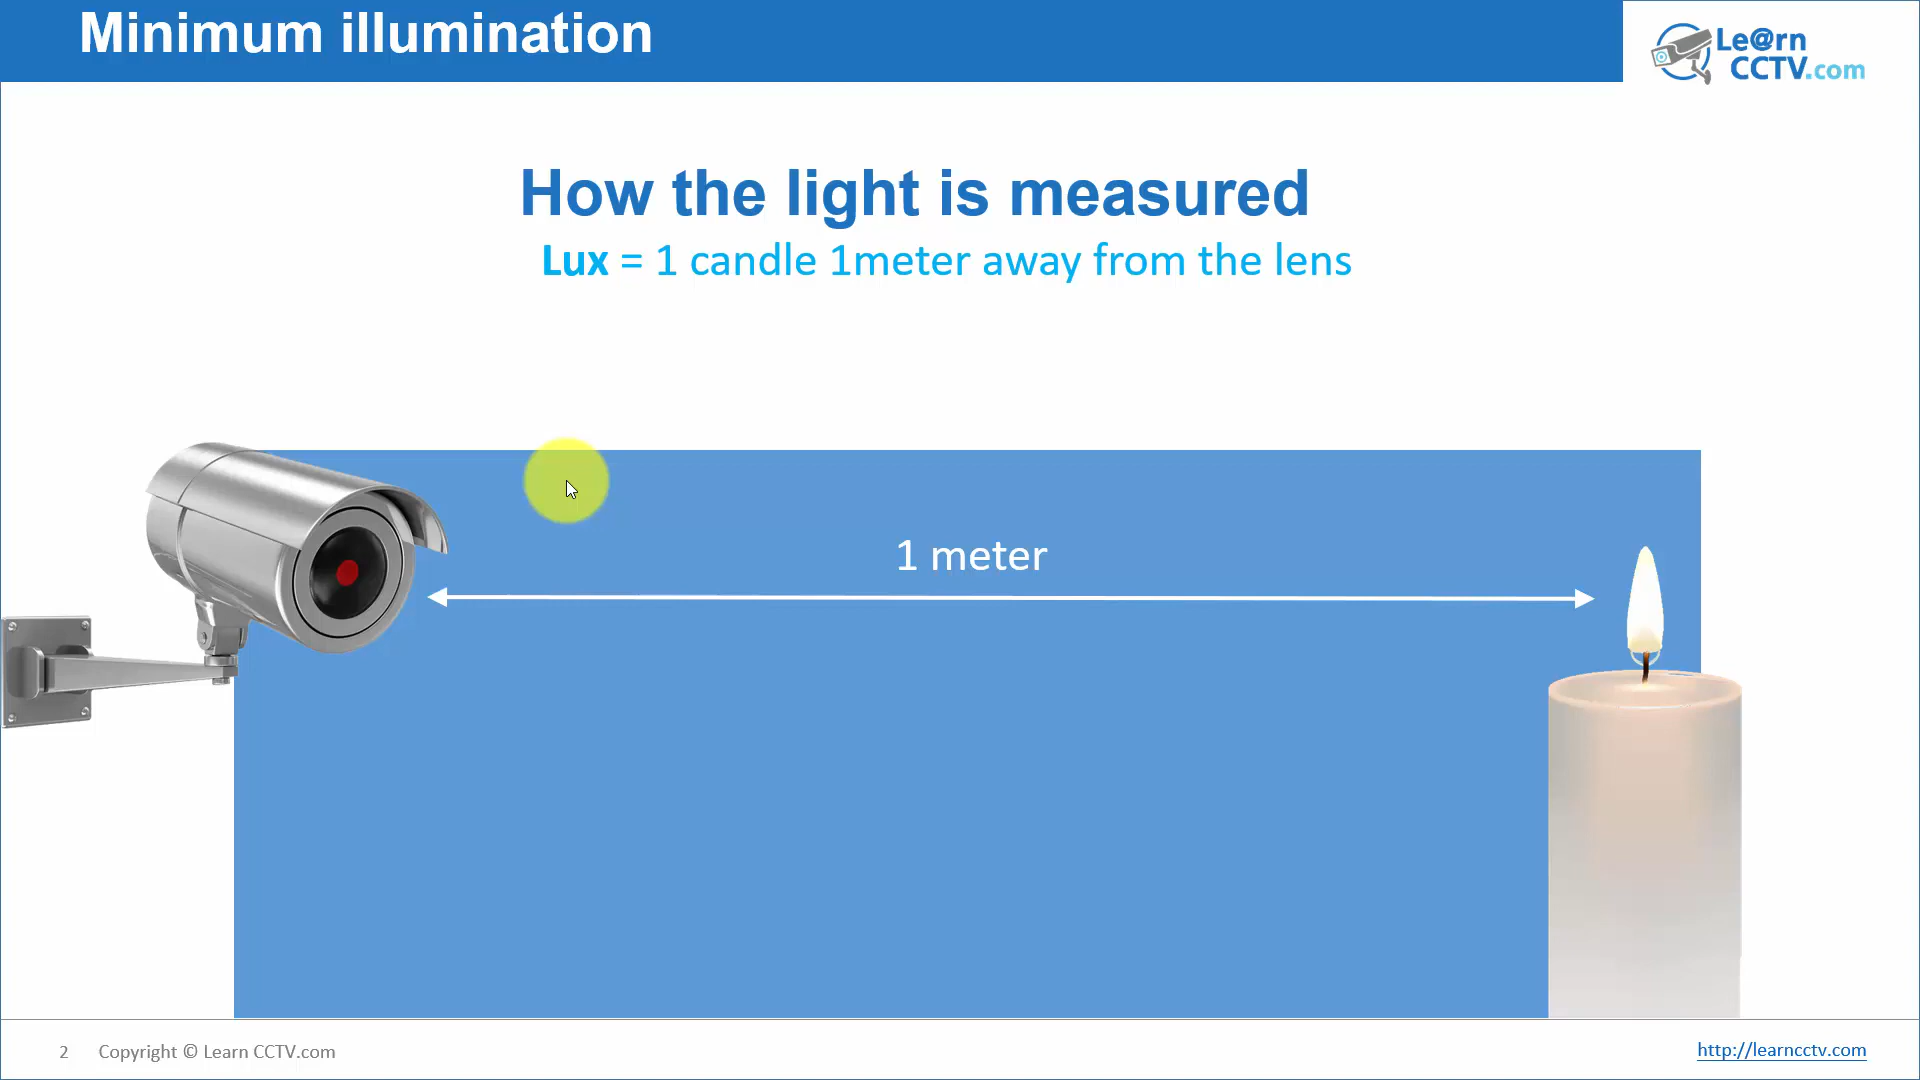 Minimum illumination
Le@rn
CCTV.com
How the light is measured
Lux = 1 candle 1meter away from the lens
1 meter
2 Copyright © Learn CCTV.com
http://learncctv.com